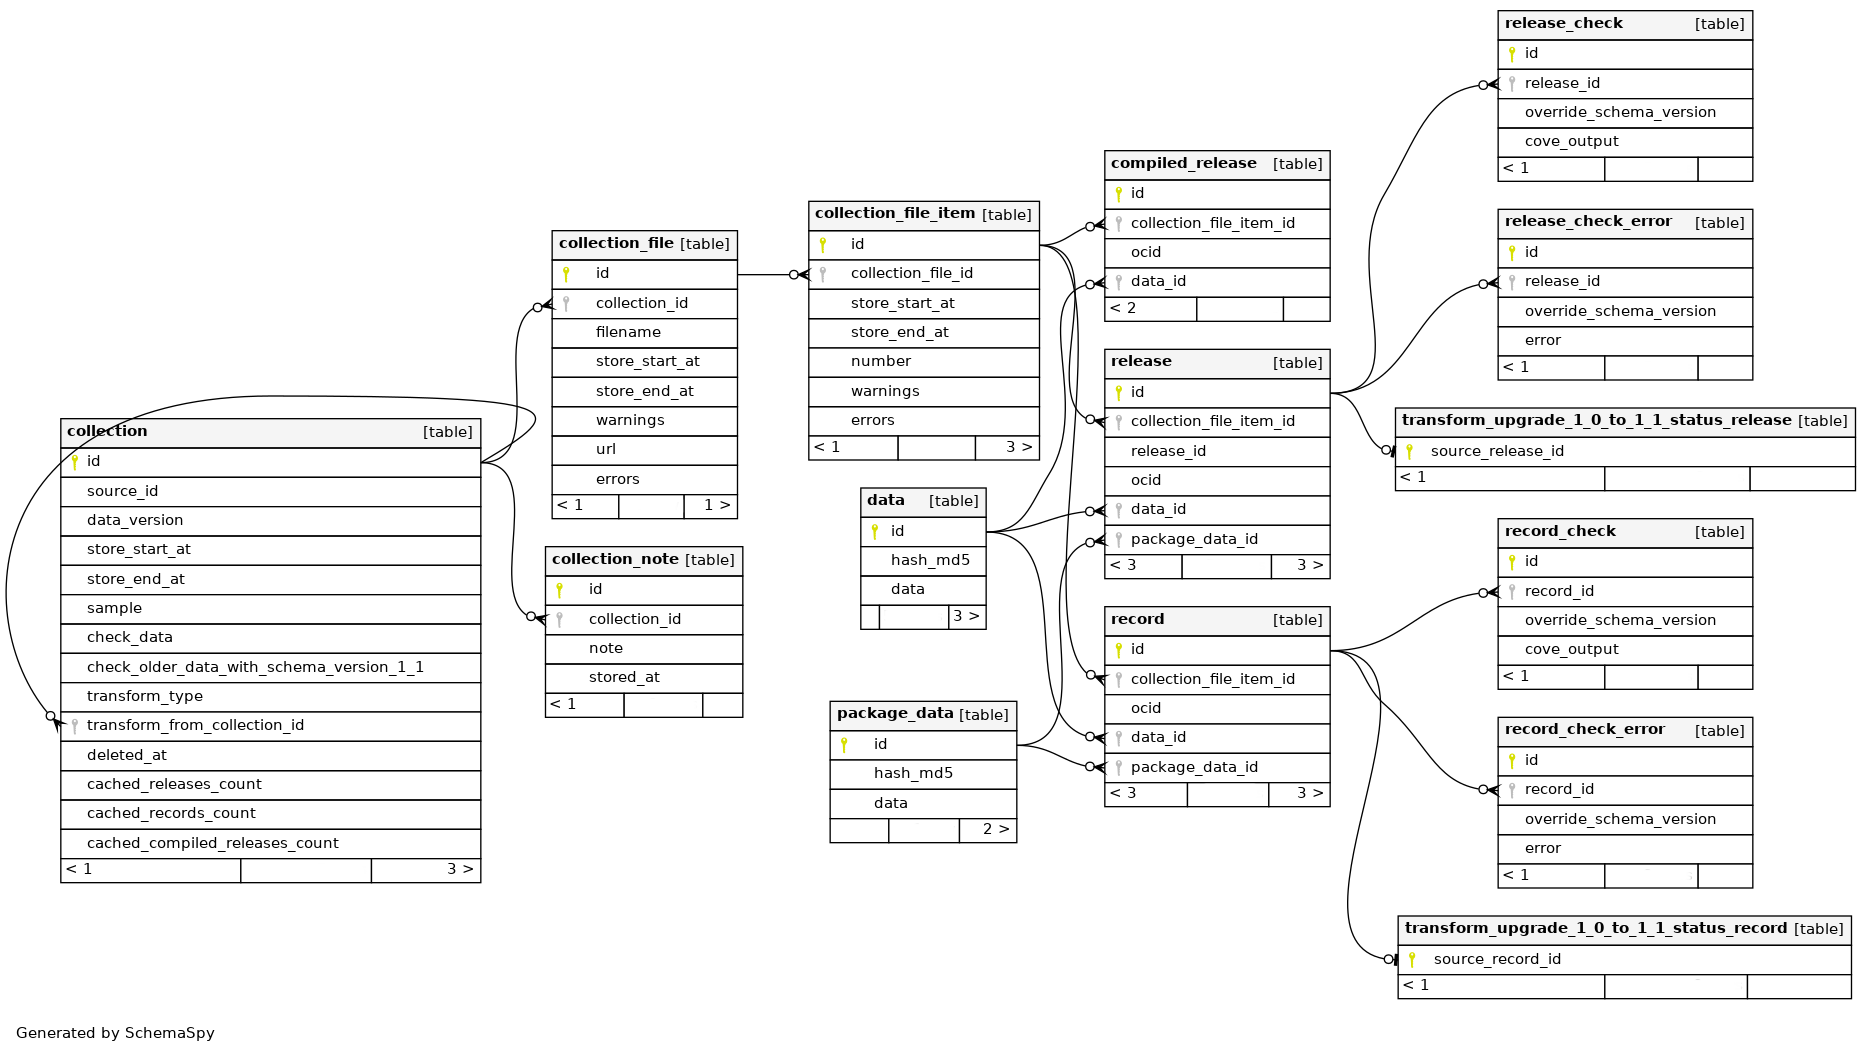 collection [table]
id
source_id
data_version
store_start_at
store_end_at
sample
check_data
check_older_data_with_schema_version_1_1
transform_type
transform_from_collection_id
deleted_at
cached_releases_count
cached_records_count
cached_compiled_releases_count
< 1 3 >
collection_file [table]
id
collection_id
filename
store_start_at
store_end_at
warnings
url
errors
< 1 1 >
collection_note [table]
id
collection_id
note
stored_at
< 1
collection_file_item [table]
id
collection_file_id
store_start_at
store_end_at
number
warnings
errors
< 1 3 >
data [table]
id
hash_md5
data
3 >
package_data [table]
id
hash_md5
data
2 >
compiled_release [table]
id
collection_file_item_id
ocid
data_id
< 2
release [table]
id
collection_file_item_id
release_id
ocid
data_id
package_data_id
< 3 3 >
record [table]
id
collection_file_item_id
ocid
data_id
package_data_id
< 3 3 >
release_check [table]
id
release_id
override_schema_version
cove_output
< 1
release_check_error [table]
id
release_id
override_schema_version
error
< 1
transform_upgrade_1_0_to_1_1_status_release [table]
source_release_id
< 1
record_check [table]
id
record_id
override_schema_version
cove_output
< 1
record_check_error [table]
id
record_id
override_schema_version
error
< 1
transform_upgrade_1_0_to_1_1_status_record [table]
source_record_id
< 1
Generated by SchemaSpy